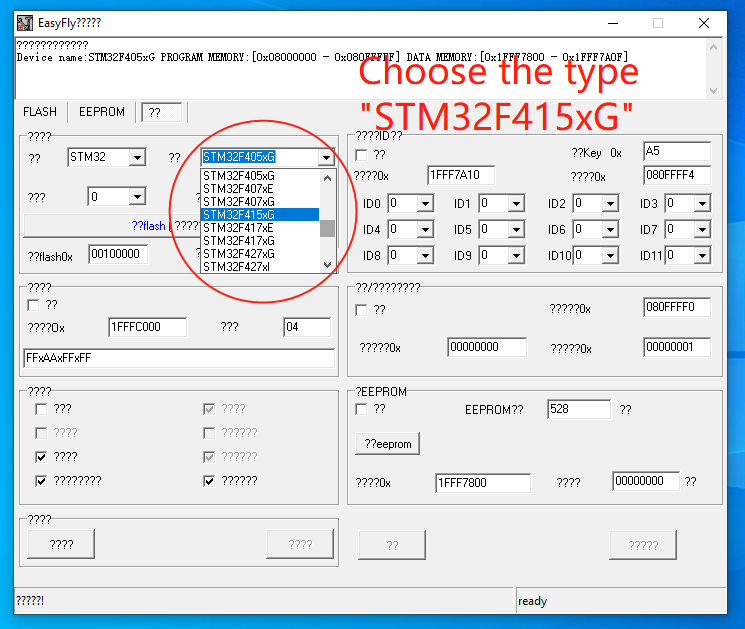 EasyFly?????
????????????
Device name:STM32F405xG PROGRAM MEMORY:[0x08000000 - 0x080FFFFF] DATA MEMORY:[0x1FFF7800 - 0x1FFF7A0F]
Choose the type
"STM32F415xG"
FLASH EEPROM ??
????
?? STM32 ?? STM32F405xG
STM32F405xG
STM32F407xE
STM32F407xG
STM32F415xG
STM32F417xE
STM32F417xG
STM32F427xG
STM32F427xI
??? 0
??flash ?????
??flash0x 00100000
????ID??
?? ??Key 0x A5
????0x 1FFF7A10 ????0x 080FFFF4
ID0 0 ID1 0 ID2 0 ID3 0
ID4 0 ID5 0 ID6 0 ID7 0
ID8 0 ID9 0 ID10 0 ID11 0
????
??
????0x 1FFFC000 ??? 04
FFxAAxFFxFF
??/????????
?? ?????0x 080FFFF0
?????0x 00000000 ?????0x 00000001
????
??? ????
???? ??????
???? ??????
???????? ??????
?EEPROM
?? EEPROM?? 528 ??
??eeprom
????0x 1FFF7800 ???? 00000000 ??
????
???? ???? ?? ?????
?????! ready